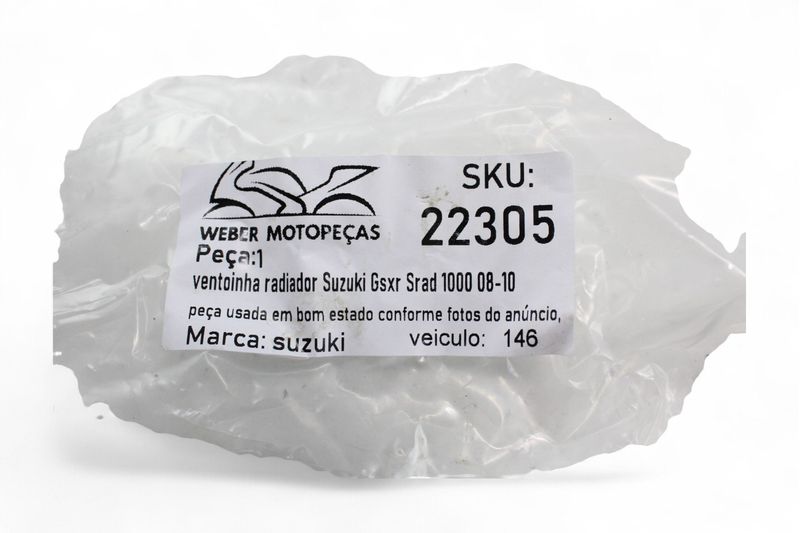 WEBER MOTOPEÇAS
SKU:
22305
Peça:1
ventoinha radiador Suzuki Gsxr Srad 1000 08-10
peça usada em bom estado conforme fotos do anúncio,
Marca: suzuki veiculo: 146